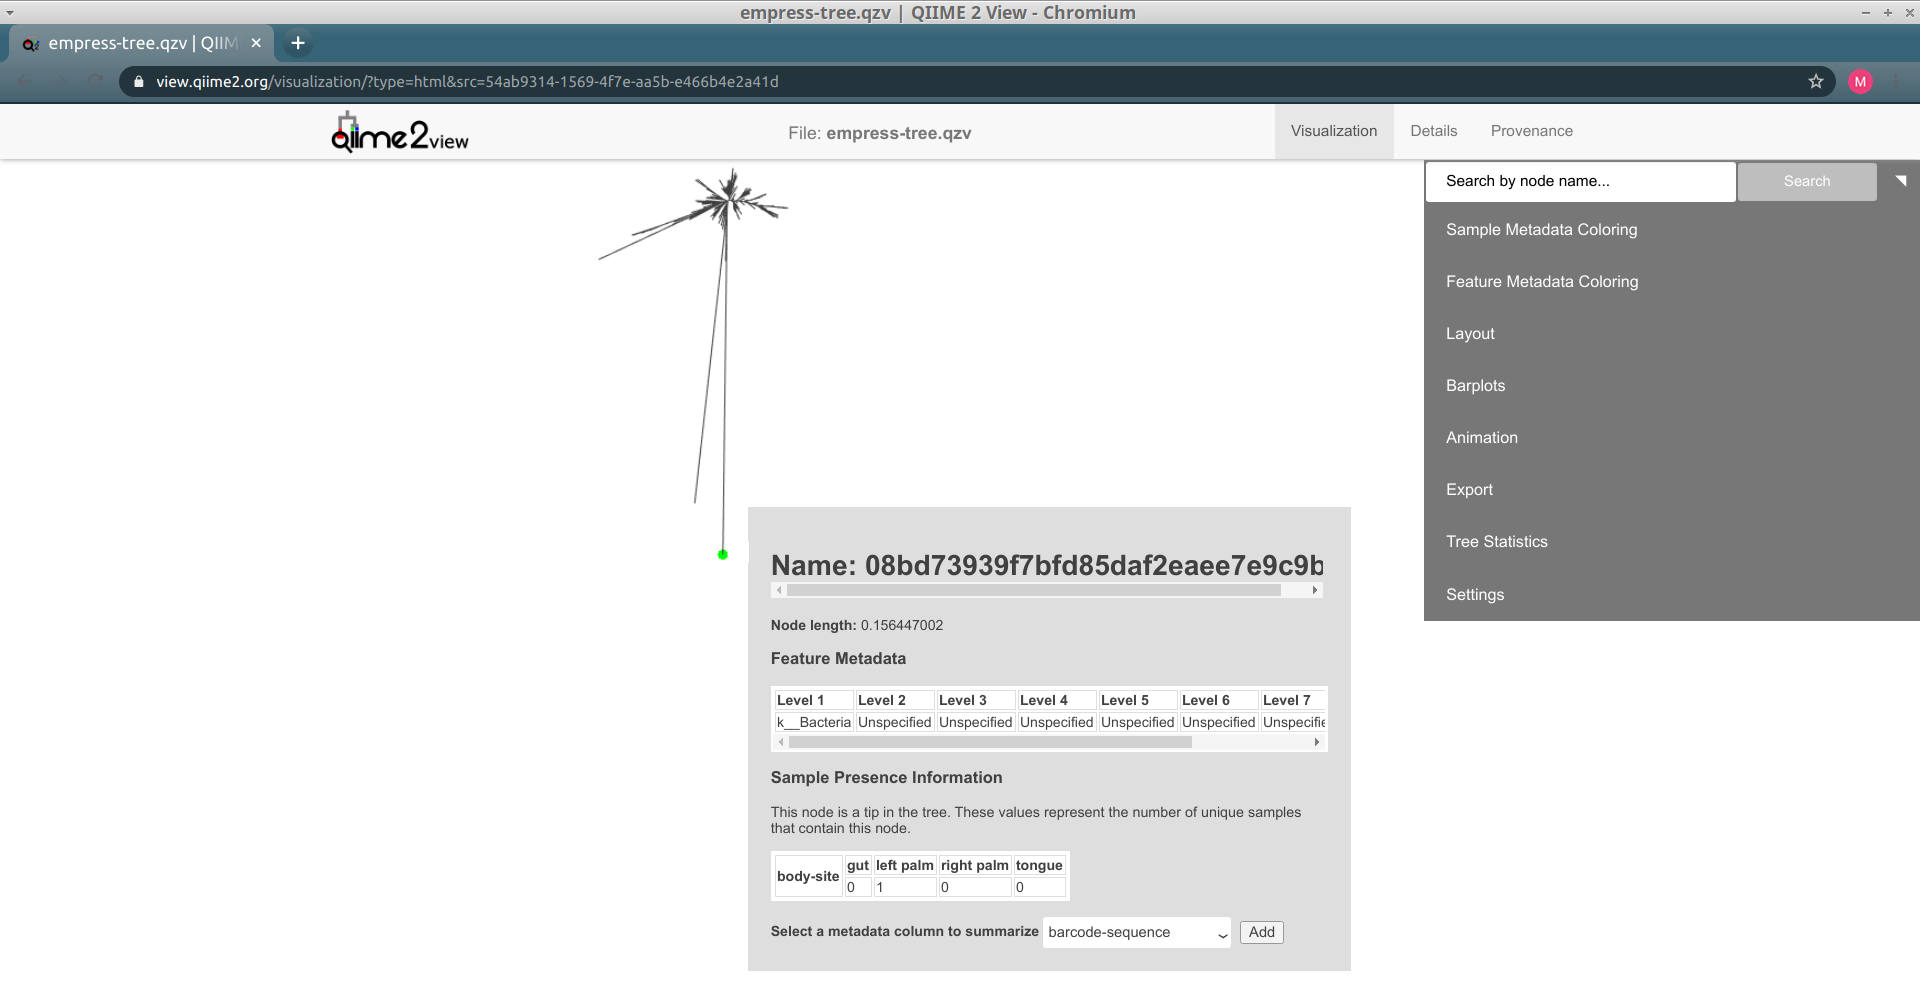 empress-tree.qzv | QIIME 2 View - Chromium
empress-tree.qzv | QIIM
view.qiime2.org/visualization/?type=html&src=54ab9314-1569-4f7e-aa5b-e466b4e2a41d
M
qiime2view
File: empress-tree.qzv
Visualization Details Provenance
Search by node name... Search
Sample Metadata Coloring
Feature Metadata Coloring
Layout
Barplots
Animation
Export
Tree Statistics
Settings
Name: 08bd73939f7bfd85daf2eaee7e9c9b
Node length: 0.156447002
Feature Metadata
Level 1 Level 2 Level 3 Level 4 Level 5 Level 6 Level 7
k__Bacteria Unspecified Unspecified Unspecified Unspecified Unspecified Unspecifie
Sample Presence Information
This node is a tip in the tree. These values represent the number of unique samples
that contain this node.
body-site gut left palm right palm tongue
0 1 0 0
Select a metadata column to summarize barcode-sequence Add